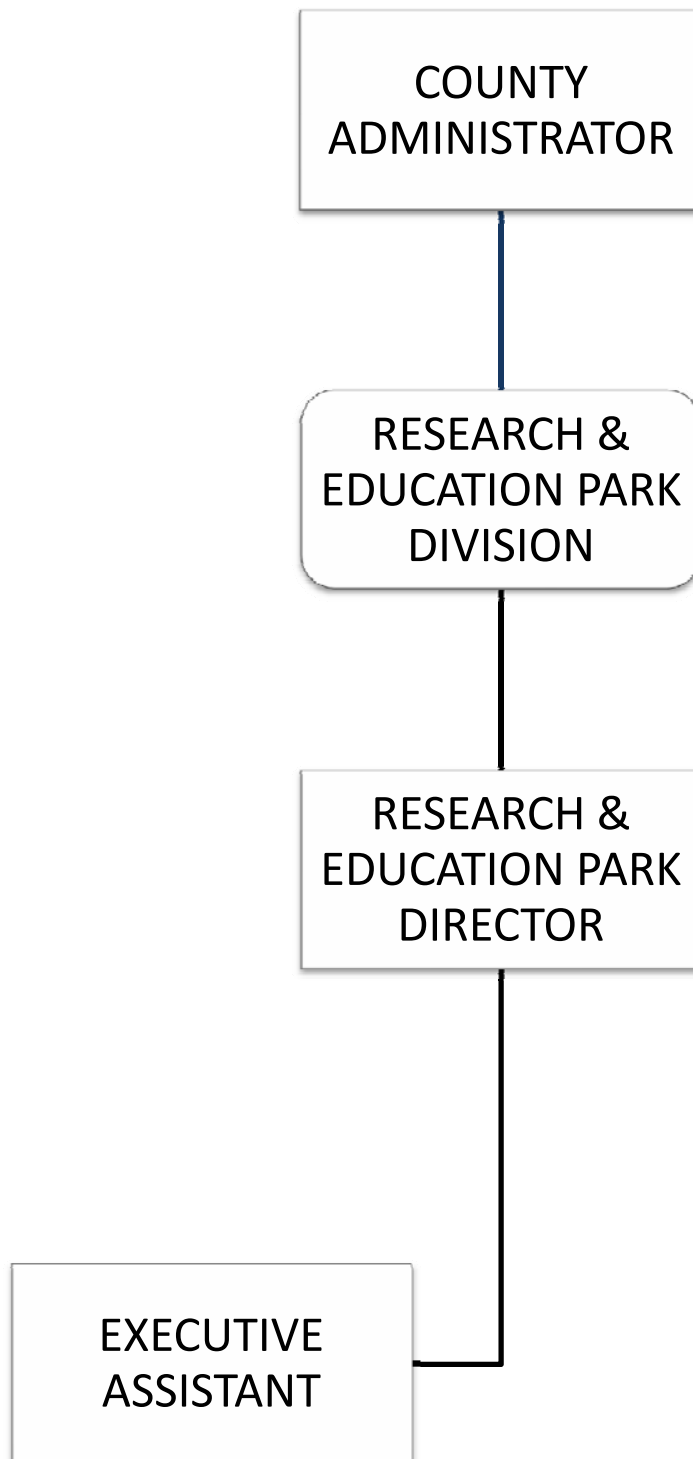 COUNTY
ADMINISTRATOR
RESEARCH &
EDUCATION PARK
DIVISION
RESEARCH &
EDUCATION PARK
DIRECTOR
EXECUTIVE
ASSISTANT